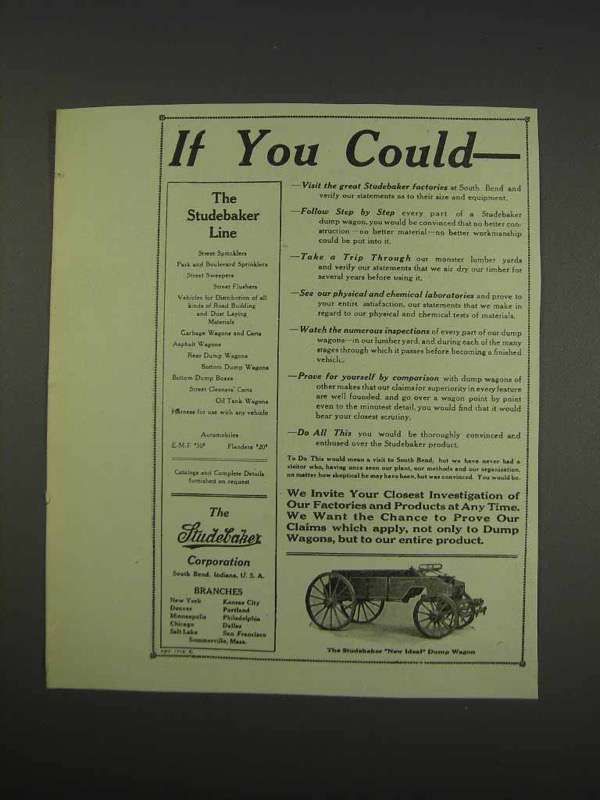 If You Could—
The
Studebaker
Line
Street Sprinklers
Park and Boulevard Sprinklers
Street Sweepers
Street Flushers
Vehicles for Distribution of all
kinds of Road Building
and Dust Laying
Materials
Garbage Wagons and Carts
Asphalt Wagons
Rear Dump Wagons
Bottom Dump Wagons
Bottom Dump Boxes
Street Cleaners' Carts
Oil Tank Wagons
Harness for use with any vehicle
Automobiles
E-M-F "30" Flanders "20"
Catalogs and Complete Details
furnished on request
The
Studebaker
Corporation
South Bend, Indiana, U. S. A.
BRANCHES
New York Kansas City
Denver Portland
Minneapolis Philadelphia
Chicago Dallas
Salt Lake San Francisco
Sommerville, Mass.
—Visit the great Studebaker factories at South Bend and
verify our statements as to their size and equipment.
—Follow Step by Step every part of a Studebaker
dump wagon, you would be convinced that no better con-
struction—no better material—no better workmanship
could be put into it.
—Take a Trip Through our monster lumber yards
and verify our statements that we air dry our timber for
several years before using it.
—See our physical and chemical laboratories and prove to
your entire satisfaction, our statements that we make in
regard to our physical and chemical tests of materials.
—Watch the numerous inspections of every part of our dump
wagons—in our lumber yard, and during each of the many
stages through which it passes before becoming a finished
vehicle.
—Prove for yourself by comparison with dump wagons of
other makes that our claims for superiority in every feature
are well founded, and go over a wagon point by point
even to the minutest detail, you would find that it would
bear your closest scrutiny.
—Do All This you would be thoroughly convinced and
enthused over the Studebaker product.
To Do This would mean a visit to South Bend, but we have never had a
visitor who, having once seen our plant, our methods and our organization,
no matter how skeptical he may have been, but was convinced. You would be.
We Invite Your Closest Investigation of
Our Factories and Products at Any Time.
We Want the Chance to Prove Our
Claims which apply, not only to Dump
Wagons, but to our entire product.
The Studebaker "New Ideal" Dump Wagon